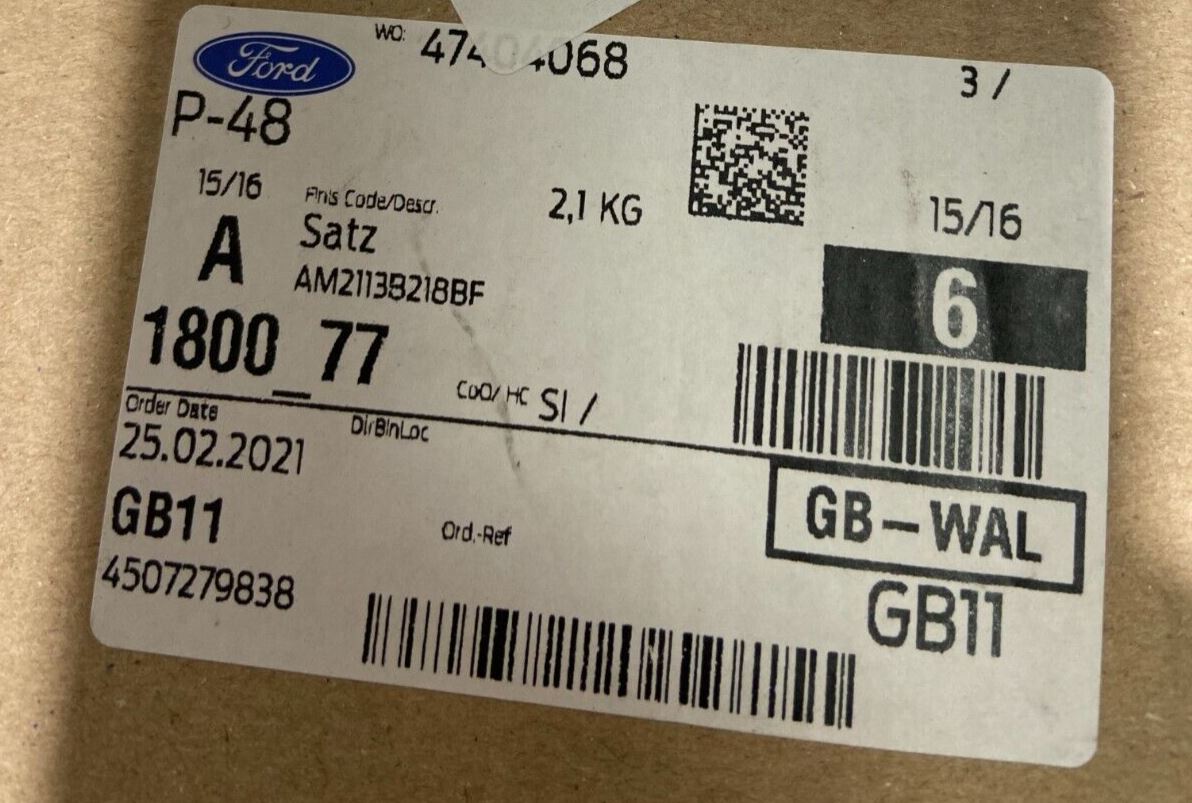 Ford
WO: 47404068
3 /
P-48
15/16
Finis Code/Descr.
2,1 KG
15/16
A
Satz
AM2113B218BF
6
1800_77
CoO/ HC SI /
Order Date
DirBinLoc
25.02.2021
GB-WAL
GB11
Ord.-Ref
4507279838
GB11